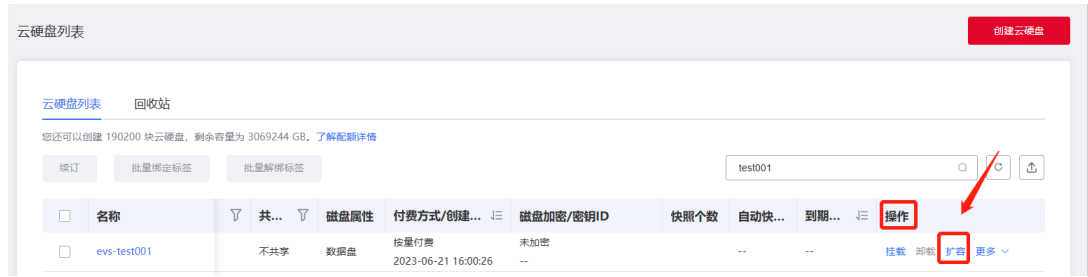 云硬盘列表
创建云硬盘
云硬盘列表 回收站
您还可以创建 190200 块云硬盘，剩余容量为 3069244 GB。了解配额详情
续订 批量绑定标签 批量解绑标签 test001
名称 共... 磁盘属性 付费方式/创建... 磁盘加密/密钥ID 快照个数 自动快... 到期... 操作
evs-test001 不共享 数据盘 按量付费 未加密 -- -- 挂载 卸载 扩容 更多
2023-06-21 16:00:26 --